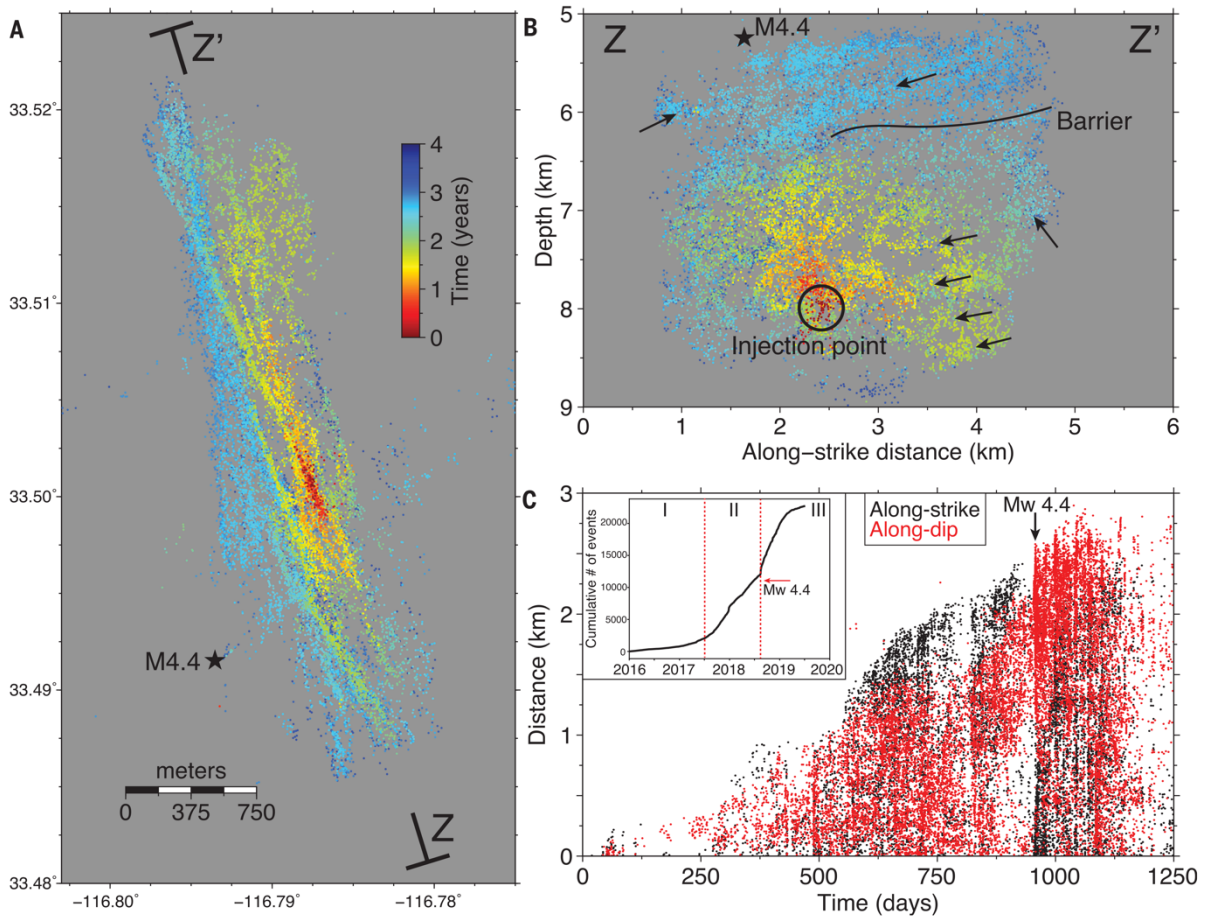 A
Z'
33.52°
33.51°
33.50°
33.49°
33.48°
4
3
2
1
0
Time (years)
M4.4
meters
0 375 750
Z
−116.80° −116.79° −116.78°
B
Z
M4.4
Z'
Barrier
Injection point
5
6
7
8
9
Depth (km)
0 1 2 3 4 5 6
Along−strike distance (km)
C
3
2
1
0
Distance (km)
Along−strike
Along−dip
Mw 4.4
I II III
20000
15000
10000
5000
0
Cumulative # of events
Mw 4.4
2016 2017 2018 2019 2020
0 250 500 750 1000 1250
Time (days)